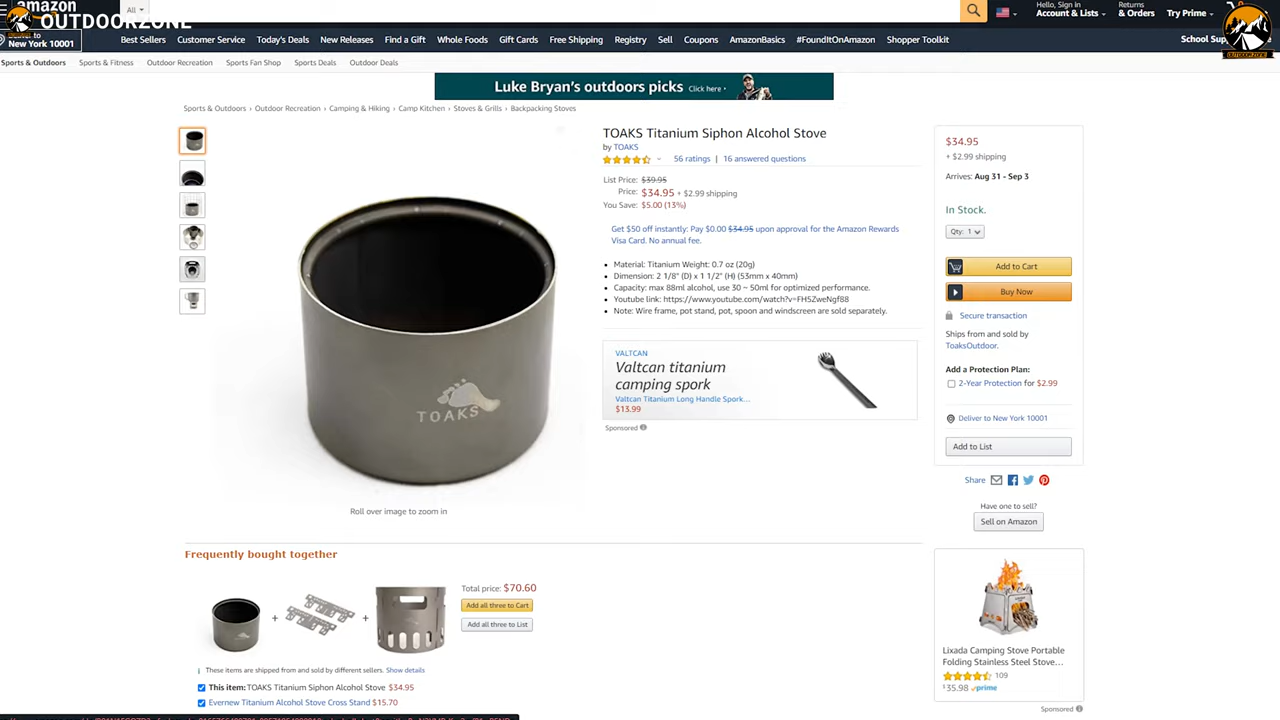 amazon
OUTDOORZONE
All
Hello, Sign in
Account & Lists
Returns
& Orders
Try Prime
New York 10001
Best Sellers Customer Service Today's Deals New Releases Find a Gift Whole Foods Gift Cards Free Shipping Registry Sell Coupons AmazonBasics #FoundItOnAmazon Shopper Toolkit
School
Sports & Outdoors Sports & Fitness Outdoor Recreation Sports Fan Shop Sports Deals Outdoor Deals
Luke Bryan's outdoors picks Click here ›
Sports & Outdoors › Outdoor Recreation › Camping & Hiking › Camp Kitchen › Stoves & Grills › Backpacking Stoves
TOAKS Titanium Siphon Alcohol Stove
by TOAKS
56 ratings | 16 answered questions
List Price: $39.95
Price: $34.95 + $2.99 shipping
You Save: $5.00 (13%)
Get $50 off instantly: Pay $0.00 $34.95 upon approval for the Amazon Rewards
Visa Card. No annual fee.
• Material: Titanium Weight: 0.7 oz (20g)
• Dimension: 2 1/8" (D) x 1 1/2" (H) (53mm x 40mm)
• Capacity: max 88ml alcohol, use 30 ~ 50ml for optimized performance.
• Youtube link: https://www.youtube.com/watch?v=FH5ZweNgf88
• Note: Wire frame, pot stand, pot, spoon and windscreen are sold separately.
VALTCAN
Valtcan titanium
camping spork
Valtcan Titanium Long Handle Spork...
$13.99
Sponsored
TOAKS
Roll over image to zoom in
$34.95
+ $2.99 shipping
Arrives: Aug 31 - Sep 3
In Stock.
Qty: 1
Add to Cart
Buy Now
Secure transaction
Ships from and sold by
ToaksOutdoor.
Add a Protection Plan:
2-Year Protection for $2.99
Deliver to New York 10001
Add to List
Share
Have one to sell?
Sell on Amazon
Frequently bought together
Total price: $70.60
Add all three to Cart
Add all three to List
These items are shipped from and sold by different sellers. Show details
This item: TOAKS Titanium Siphon Alcohol Stove $34.95
Evernew Titanium Alcohol Stove Cross Stand $15.70
Lixada Camping Stove Portable
Folding Stainless Steel Stove...
109
$35.98 prime
Sponsored